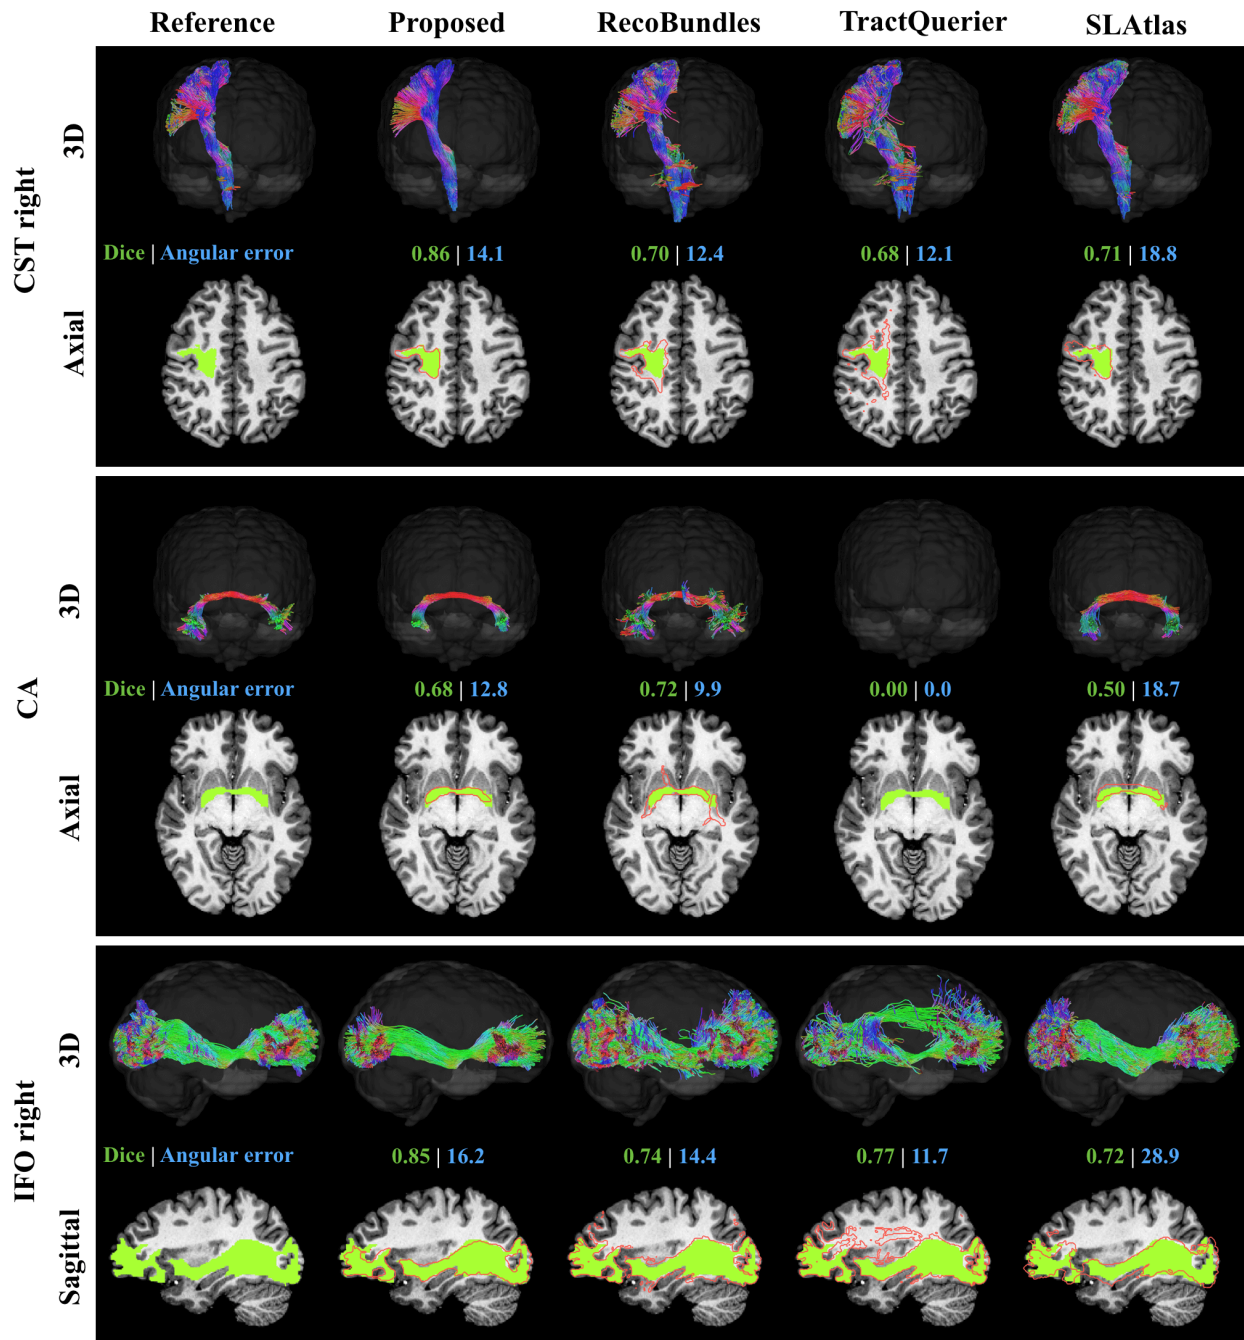 Reference Proposed RecoBundles TractQuerier SLAtlas
CST right
3D
Dice | Angular error 0.86 | 14.1 0.70 | 12.4 0.68 | 12.1 0.71 | 18.8
Axial
CA
3D
Dice | Angular error 0.68 | 12.8 0.72 | 9.9 0.00 | 0.0 0.50 | 18.7
Axial
IFO right
3D
Dice | Angular error 0.85 | 16.2 0.74 | 14.4 0.77 | 11.7 0.72 | 28.9
Sagittal